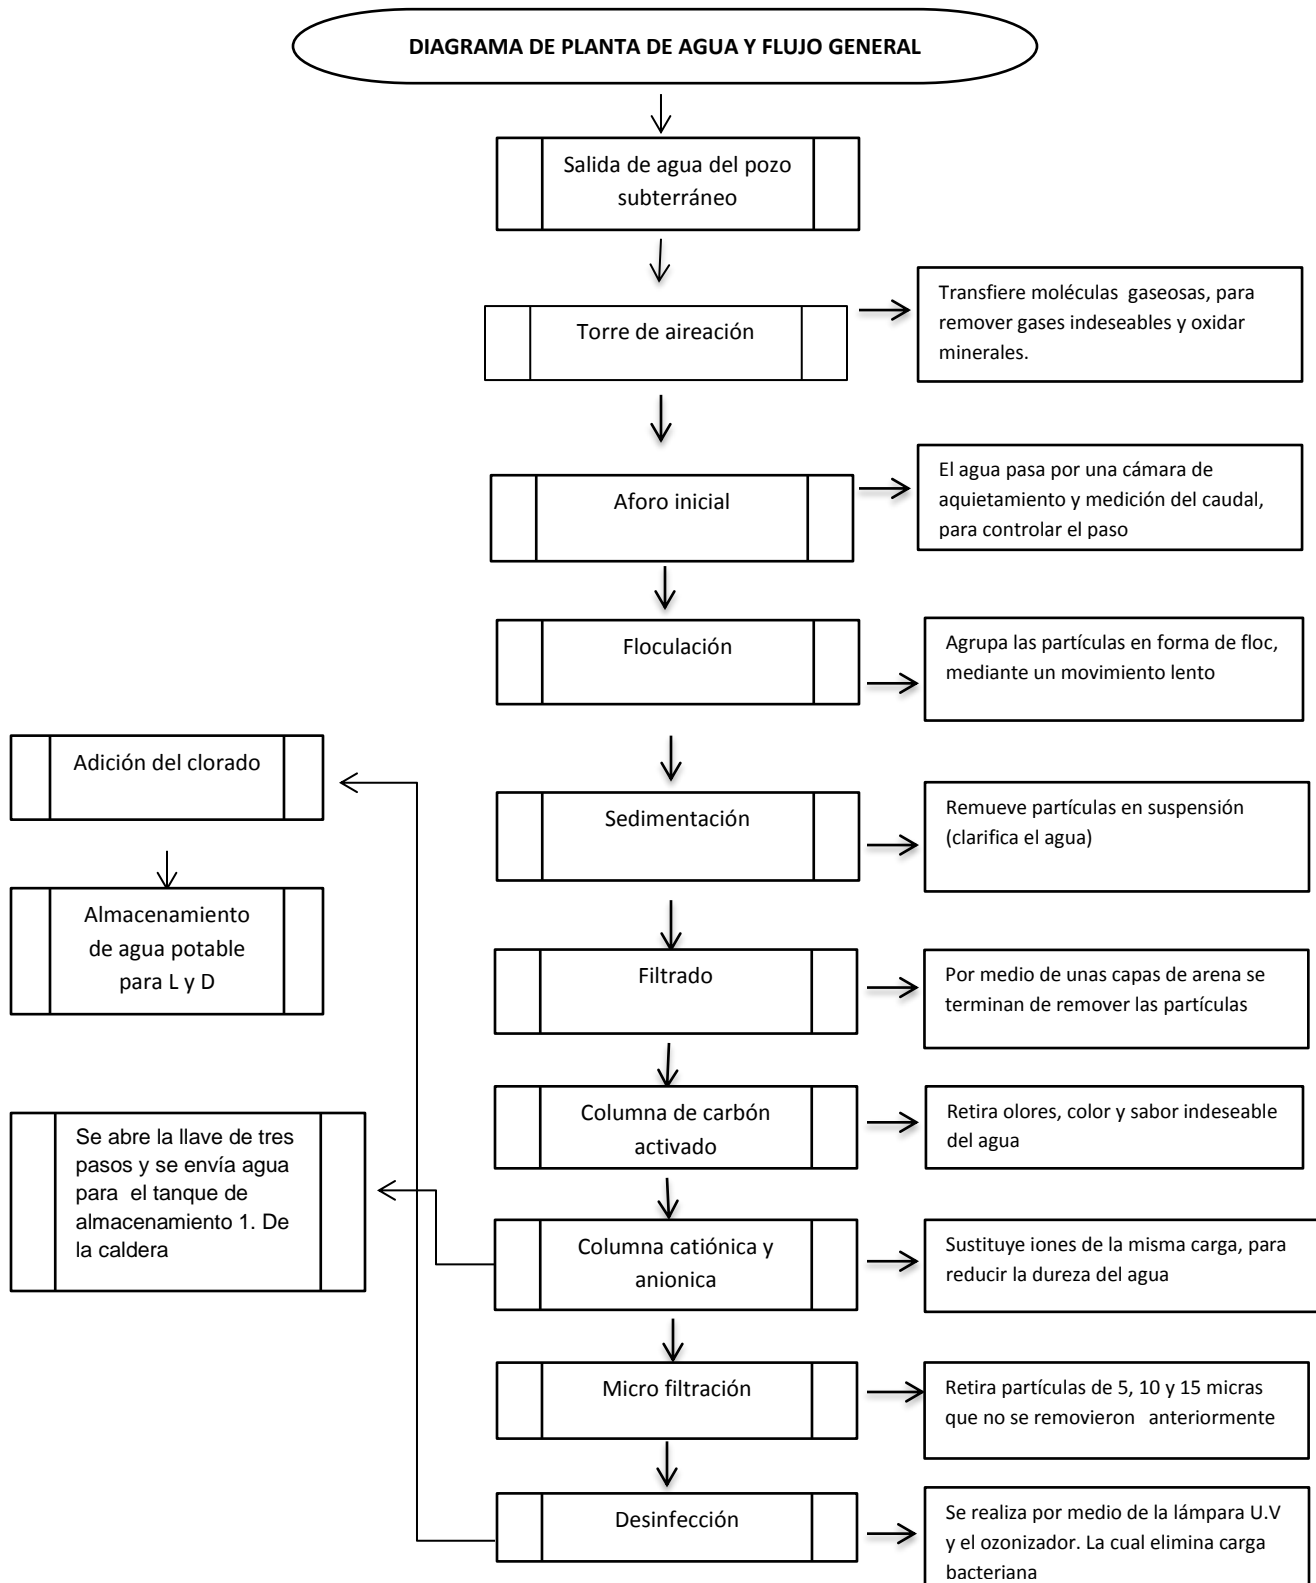 DIAGRAMA DE PLANTA DE AGUA Y FLUJO GENERAL
Salida de agua del pozo
subterráneo
Torre de aireación
Transfiere moléculas gaseosas, para
remover gases indeseables y oxidar
minerales.
Aforo inicial
El agua pasa por una cámara de
aquietamiento y medición del caudal,
para controlar el paso
Floculación
Agrupa las partículas en forma de floc,
mediante un movimiento lento
Sedimentación
Remueve partículas en suspensión
(clarifica el agua)
Filtrado
Por medio de unas capas de arena se
terminan de remover las partículas
Columna de carbón
activado
Retira olores, color y sabor indeseable
del agua
Columna catiónica y
anionica
Sustituye iones de la misma carga, para
reducir la dureza del agua
Se abre la llave de tres
pasos y se envía agua
para el tanque de
almacenamiento 1. De
la caldera
Micro filtración
Retira partículas de 5, 10 y 15 micras
que no se removieron anteriormente
Desinfección
Se realiza por medio de la lámpara U.V
y el ozonizador. La cual elimina carga
bacteriana
Adición del clorado
Almacenamiento
de agua potable
para L y D